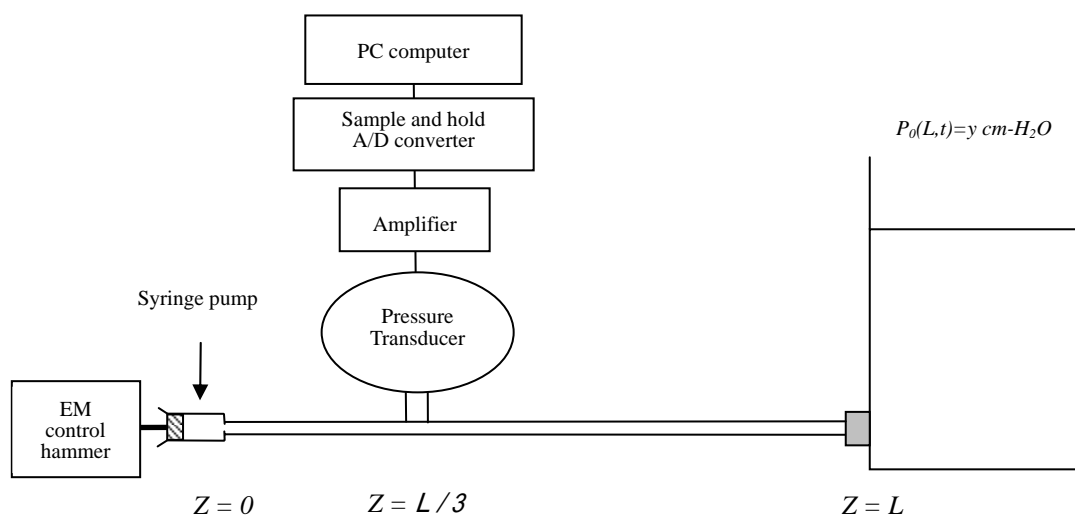 PC computer
Sample and hold
A/D converter
P₀(L,t)=y cm-H₂O
Amplifier
Syringe pump
Pressure
Transducer
EM
control
hammer
Z = 0
Z = L / 3
Z = L